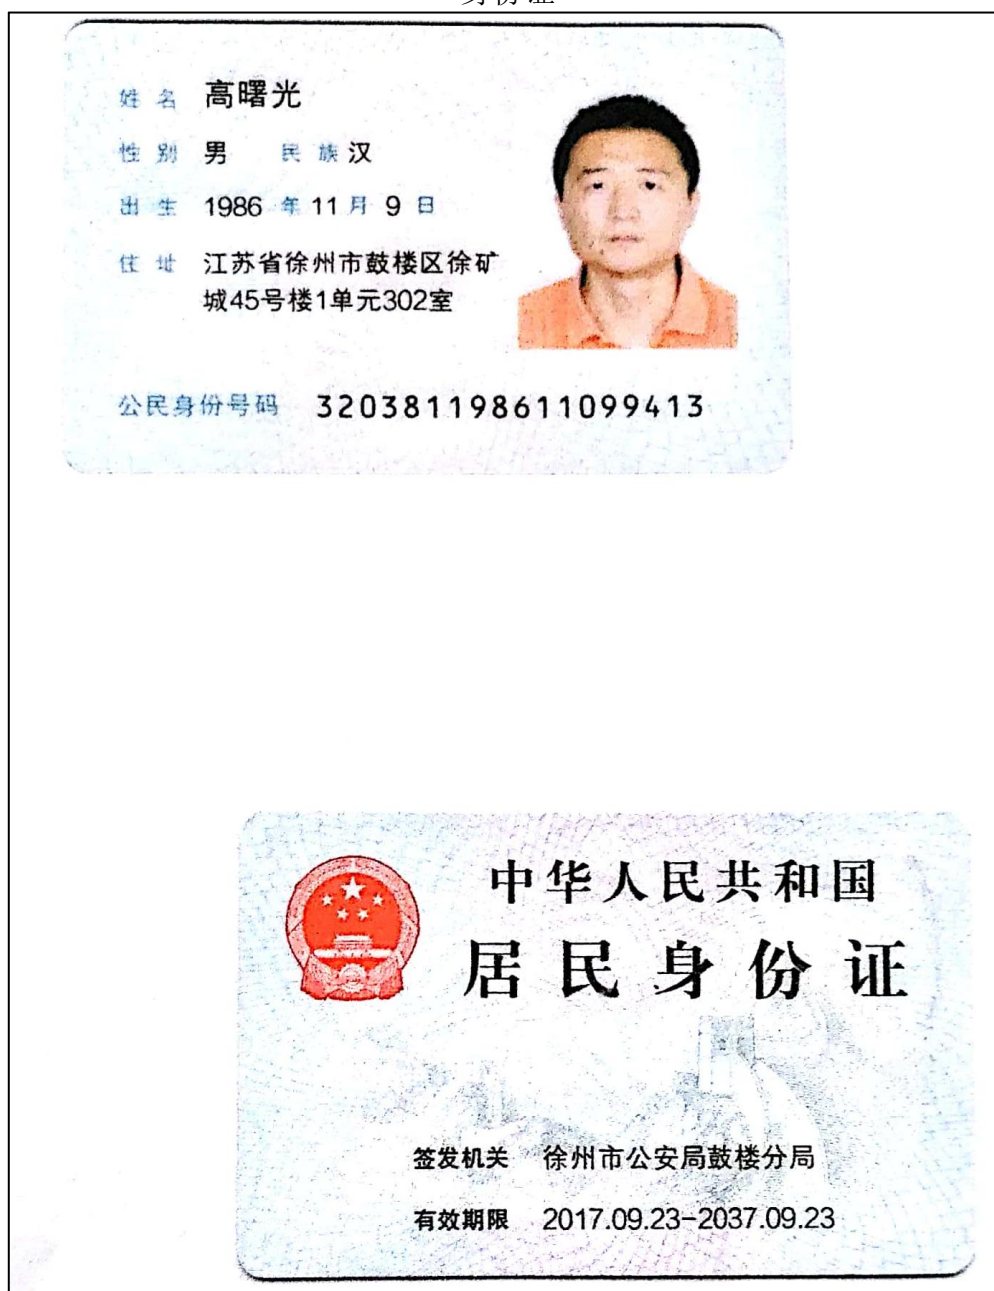 身份证
姓名 高曙光
性别 男 民族 汉
出生 1986 年 11 月 9 日
住址 江苏省徐州市鼓楼区徐矿
城45号楼1单元302室
公民身份号码 320381198611099413
中华人民共和国
居民身份证
签发机关 徐州市公安局鼓楼分局
有效期限 2017.09.23-2037.09.23